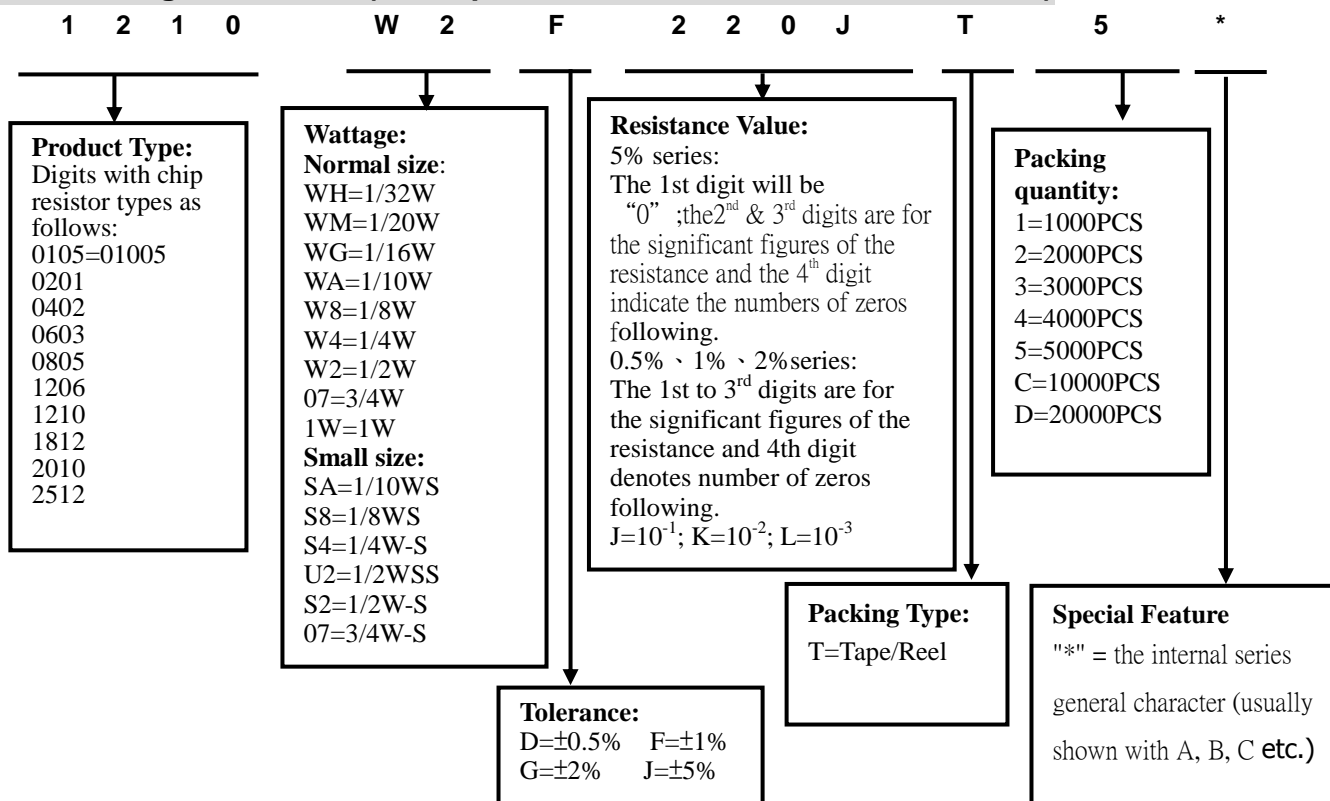 1 2 1 0 W 2 F 2 2 0 J T 5 *
Product Type:
Digits with chip
resistor types as
follows:
0105=01005
0201
0402
0603
0805
1206
1210
1812
2010
2512
Wattage:
Normal size:
WH=1/32W
WM=1/20W
WG=1/16W
WA=1/10W
W8=1/8W
W4=1/4W
W2=1/2W
07=3/4W
1W=1W
Small size:
SA=1/10WS
S8=1/8WS
S4=1/4W-S
U2=1/2WSS
S2=1/2W-S
07=3/4W-S
Tolerance:
D=±0.5% F=±1%
G=±2% J=±5%
Resistance Value:
5% series:
The 1st digit will be
“0” ;the2nd & 3rd digits are for
the significant figures of the
resistance and the 4th digit
indicate the numbers of zeros
following.
0.5%、1%、2%series:
The 1st to 3rd digits are for
the significant figures of the
resistance and 4th digit
denotes number of zeros
following.
J=10-1; K=10-2; L=10-3
Packing Type:
T=Tape/Reel
Packing
quantity:
1=1000PCS
2=2000PCS
3=3000PCS
4=4000PCS
5=5000PCS
C=10000PCS
D=20000PCS
Special Feature
"*" = the internal series
general character (usually
shown with A, B, C etc.)